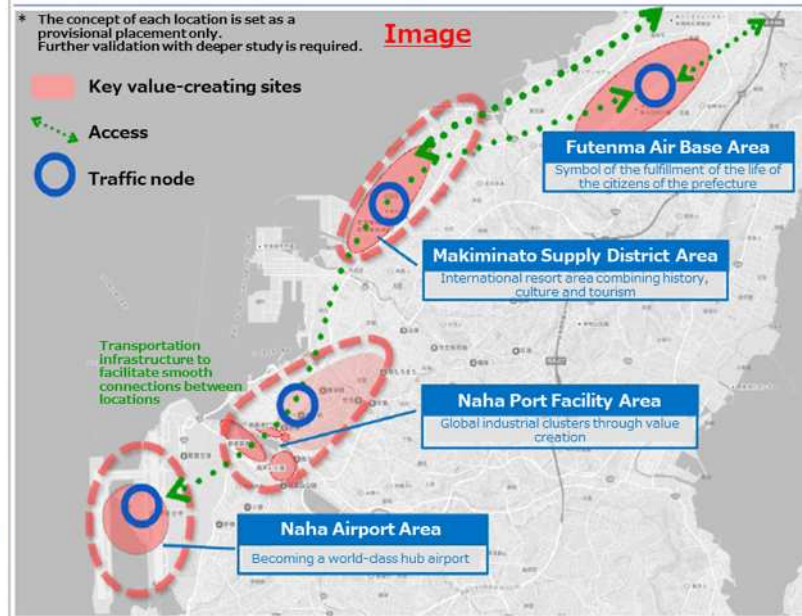 * The concept of each location is set as a
provisional placement only.
Further validation with deeper study is required.
Image
Key value-creating sites
Access
Traffic node
Futenma Air Base Area
Symbol of the fulfillment of the life of
the citizens of the prefecture
Makiminato Supply District Area
International resort area combining history,
culture and tourism
Transportation
infrastructure to
facilitate smooth
connections between
locations
Naha Port Facility Area
Global industrial clusters through value
creation
Naha Airport Area
Becoming a world-class hub airport